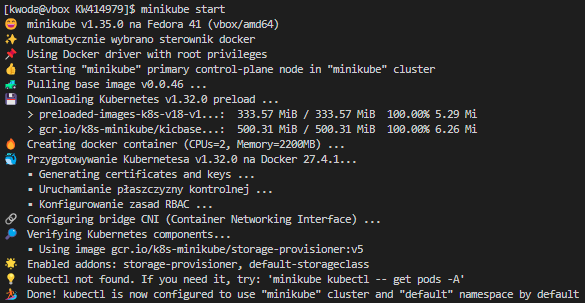 [kwoda@vbox KW414979]$ minikube start
😄 minikube v1.35.0 na Fedora 41 (vbox/amd64)
✨ Automatycznie wybrano sterownik docker
📌 Using Docker driver with root privileges
👍 Starting "minikube" primary control-plane node in "minikube" cluster
🚜 Pulling base image v0.0.46 ...
💾 Downloading Kubernetes v1.32.0 preload ...
> preloaded-images-k8s-v18-v1...: 333.57 MiB / 333.57 MiB 100.00% 5.29 Mi
> gcr.io/k8s-minikube/kicbase...: 500.31 MiB / 500.31 MiB 100.00% 6.26 Mi
🔥 Creating docker container (CPUs=2, Memory=2200MB) ...
🐳 Przygotowywanie Kubernetesa v1.32.0 na Docker 27.4.1...
▪ Generating certificates and keys ...
▪ Uruchamianie płaszczyzny kontrolnej ...
▪ Konfigurowanie zasad RBAC ...
🔗 Configuring bridge CNI (Container Networking Interface) ...
🔎 Verifying Kubernetes components...
▪ Using image gcr.io/k8s-minikube/storage-provisioner:v5
🌟 Enabled addons: storage-provisioner, default-storageclass
💡 kubectl not found. If you need it, try: 'minikube kubectl -- get pods -A'
🏄 Done! kubectl is now configured to use "minikube" cluster and "default" namespace by default